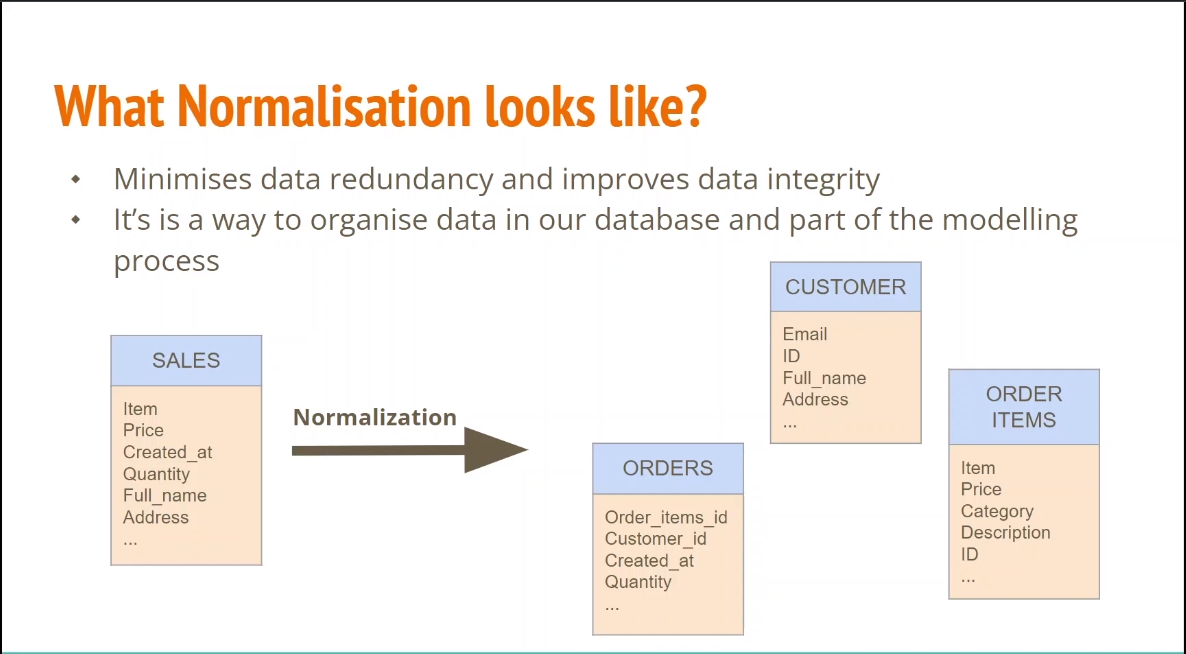 What Normalisation looks like?
Minimises data redundancy and improves data integrity
It's is a way to organise data in our database and part of the modelling
process
SALES
Item
Price
Created_at
Quantity
Full_name
Address
...
Normalization
ORDERS
Order_items_id
Customer_id
Created_at
Quantity
...
CUSTOMER
Email
ID
Full_name
Address
...
ORDER
ITEMS
Item
Price
Category
Description
ID
...